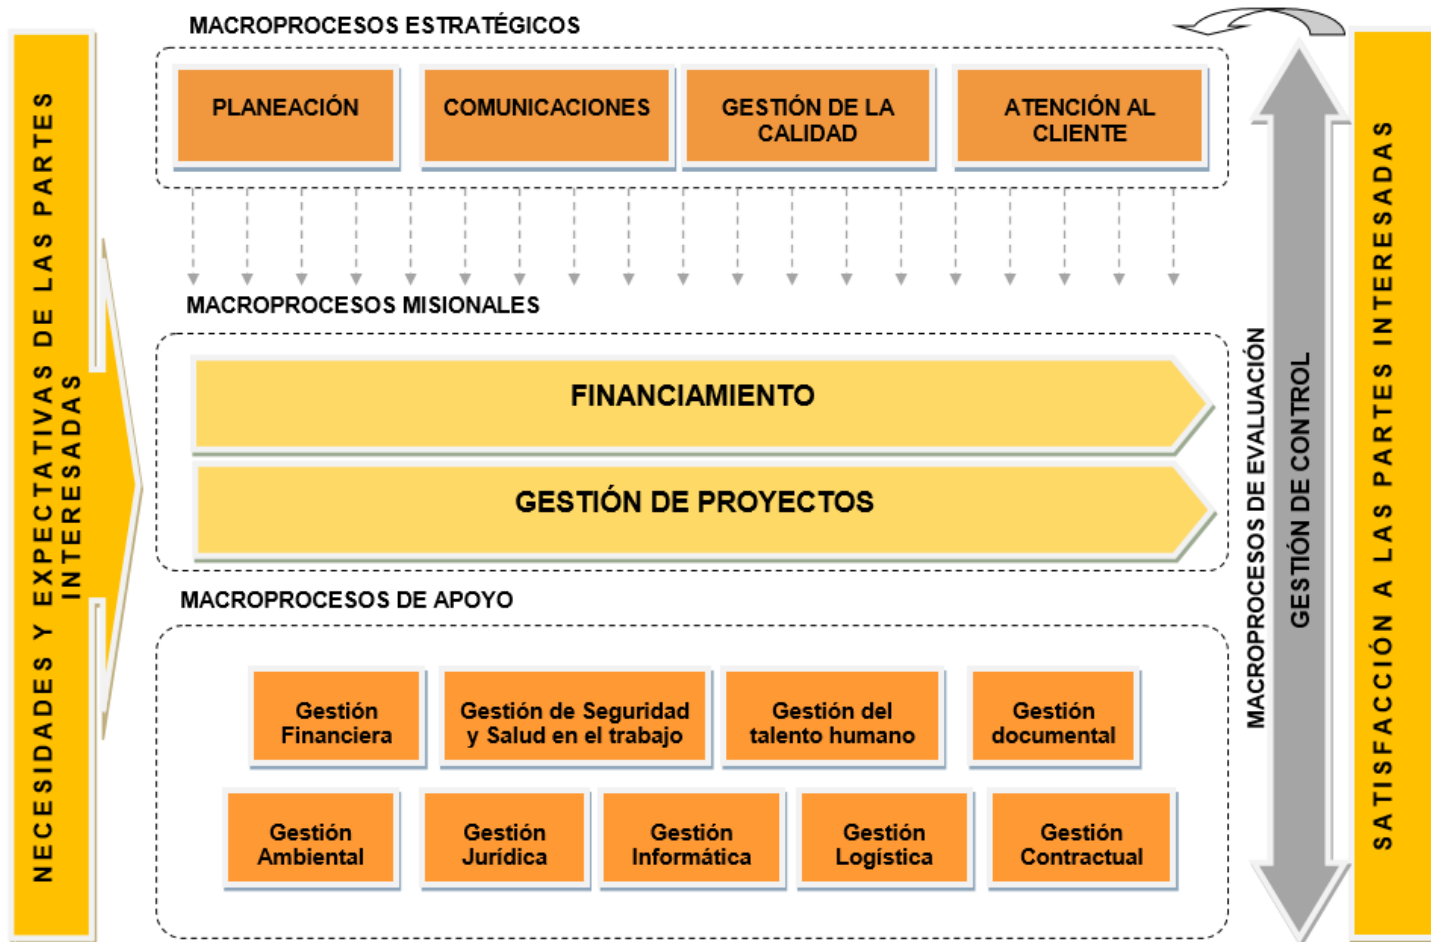 MACROPROCESOS ESTRATÉGICOS
PLANEACIÓN
COMUNICACIONES
GESTIÓN DE LA
CALIDAD
ATENCIÓN AL
CLIENTE
NECESIDADES Y EXPECTATIVAS DE LAS PARTES
INTERESADAS
MACROPROCESOS MISIONALES
FINANCIAMIENTO
GESTIÓN DE PROYECTOS
MACROPROCESOS DE APOYO
Gestión
Financiera
Gestión de Seguridad
y Salud en el trabajo
Gestión del
talento humano
Gestión
documental
Gestión
Ambiental
Gestión
Jurídica
Gestión
Informática
Gestión
Logística
Gestión
Contractual
MACROPROCESOS DE EVALUACIÓN
GESTIÓN DE CONTROL
SATISFACCIÓN A LAS PARTES INTERESADAS